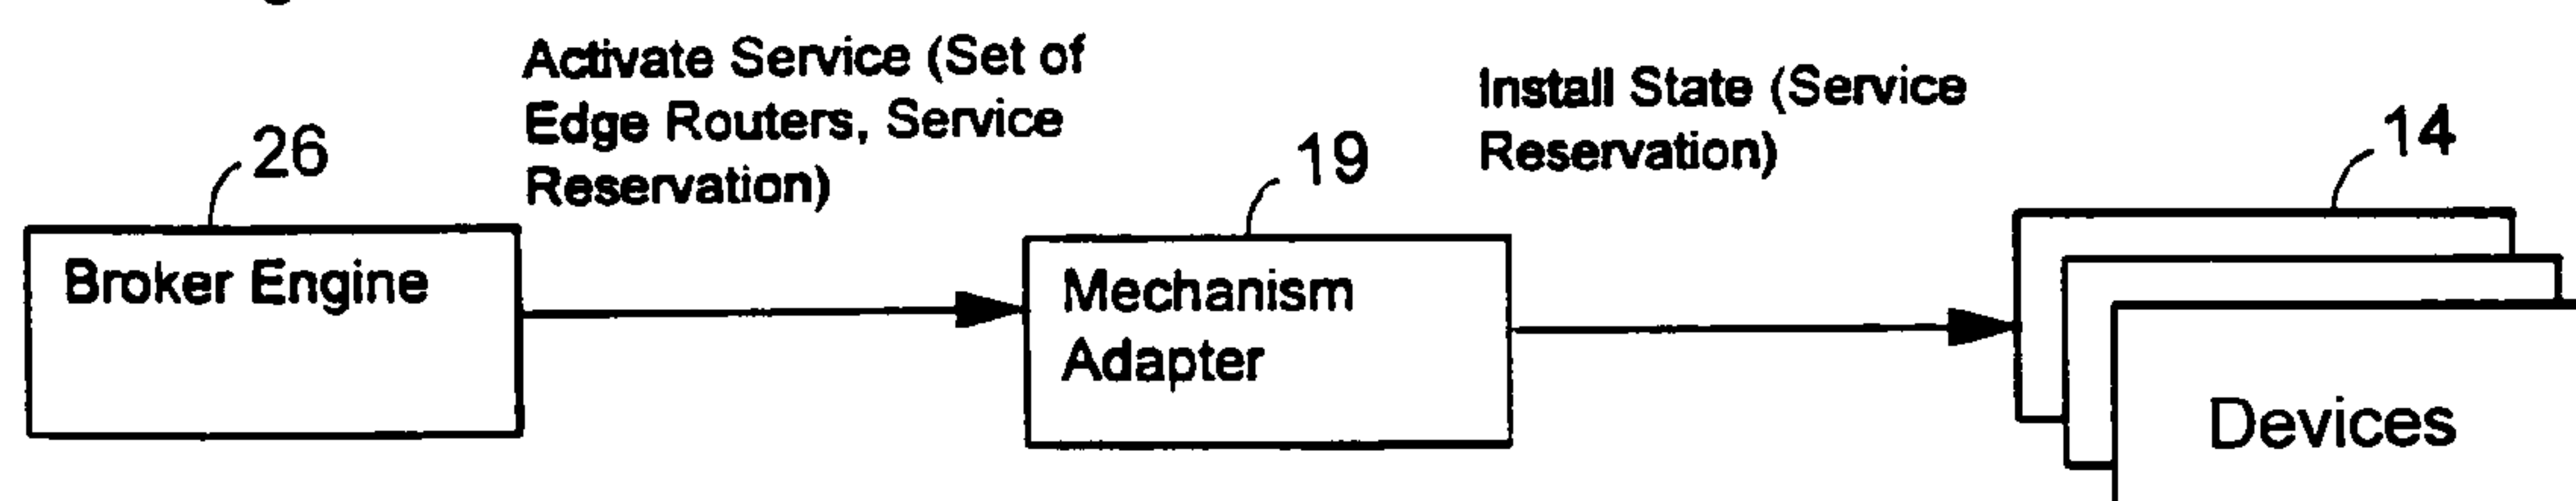 Activate Service (Set of
Edge Routers, Service
Reservation)
Install State (Service
Reservation)
26
19
14
Broker Engine
Mechanism
Adapter
Devices